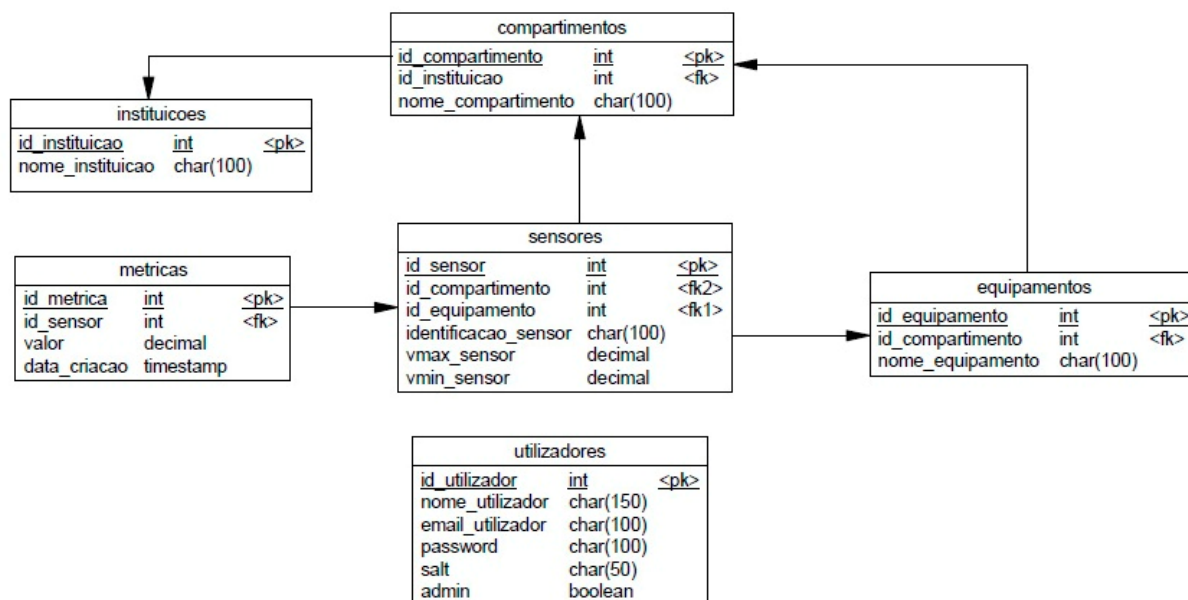 compartimentos
id_compartimento int <pk>
id_instituicao int <fk>
nome_compartimento char(100)
instituicoes
id_instituicao int <pk>
nome_instituicao char(100)
sensores
id_sensor int <pk>
id_compartimento int <fk2>
id_equipamento int <fk1>
identificacao_sensor char(100)
vmax_sensor decimal
vmin_sensor decimal
metricas
id_metrica int <pk>
id_sensor int <fk>
valor decimal
data_criacao timestamp
equipamentos
id_equipamento int <pk>
id_compartimento int <fk>
nome_equipamento char(100)
utilizadores
id_utilizador int <pk>
nome_utilizador char(150)
email_utilizador char(100)
password char(100)
salt char(50)
admin boolean